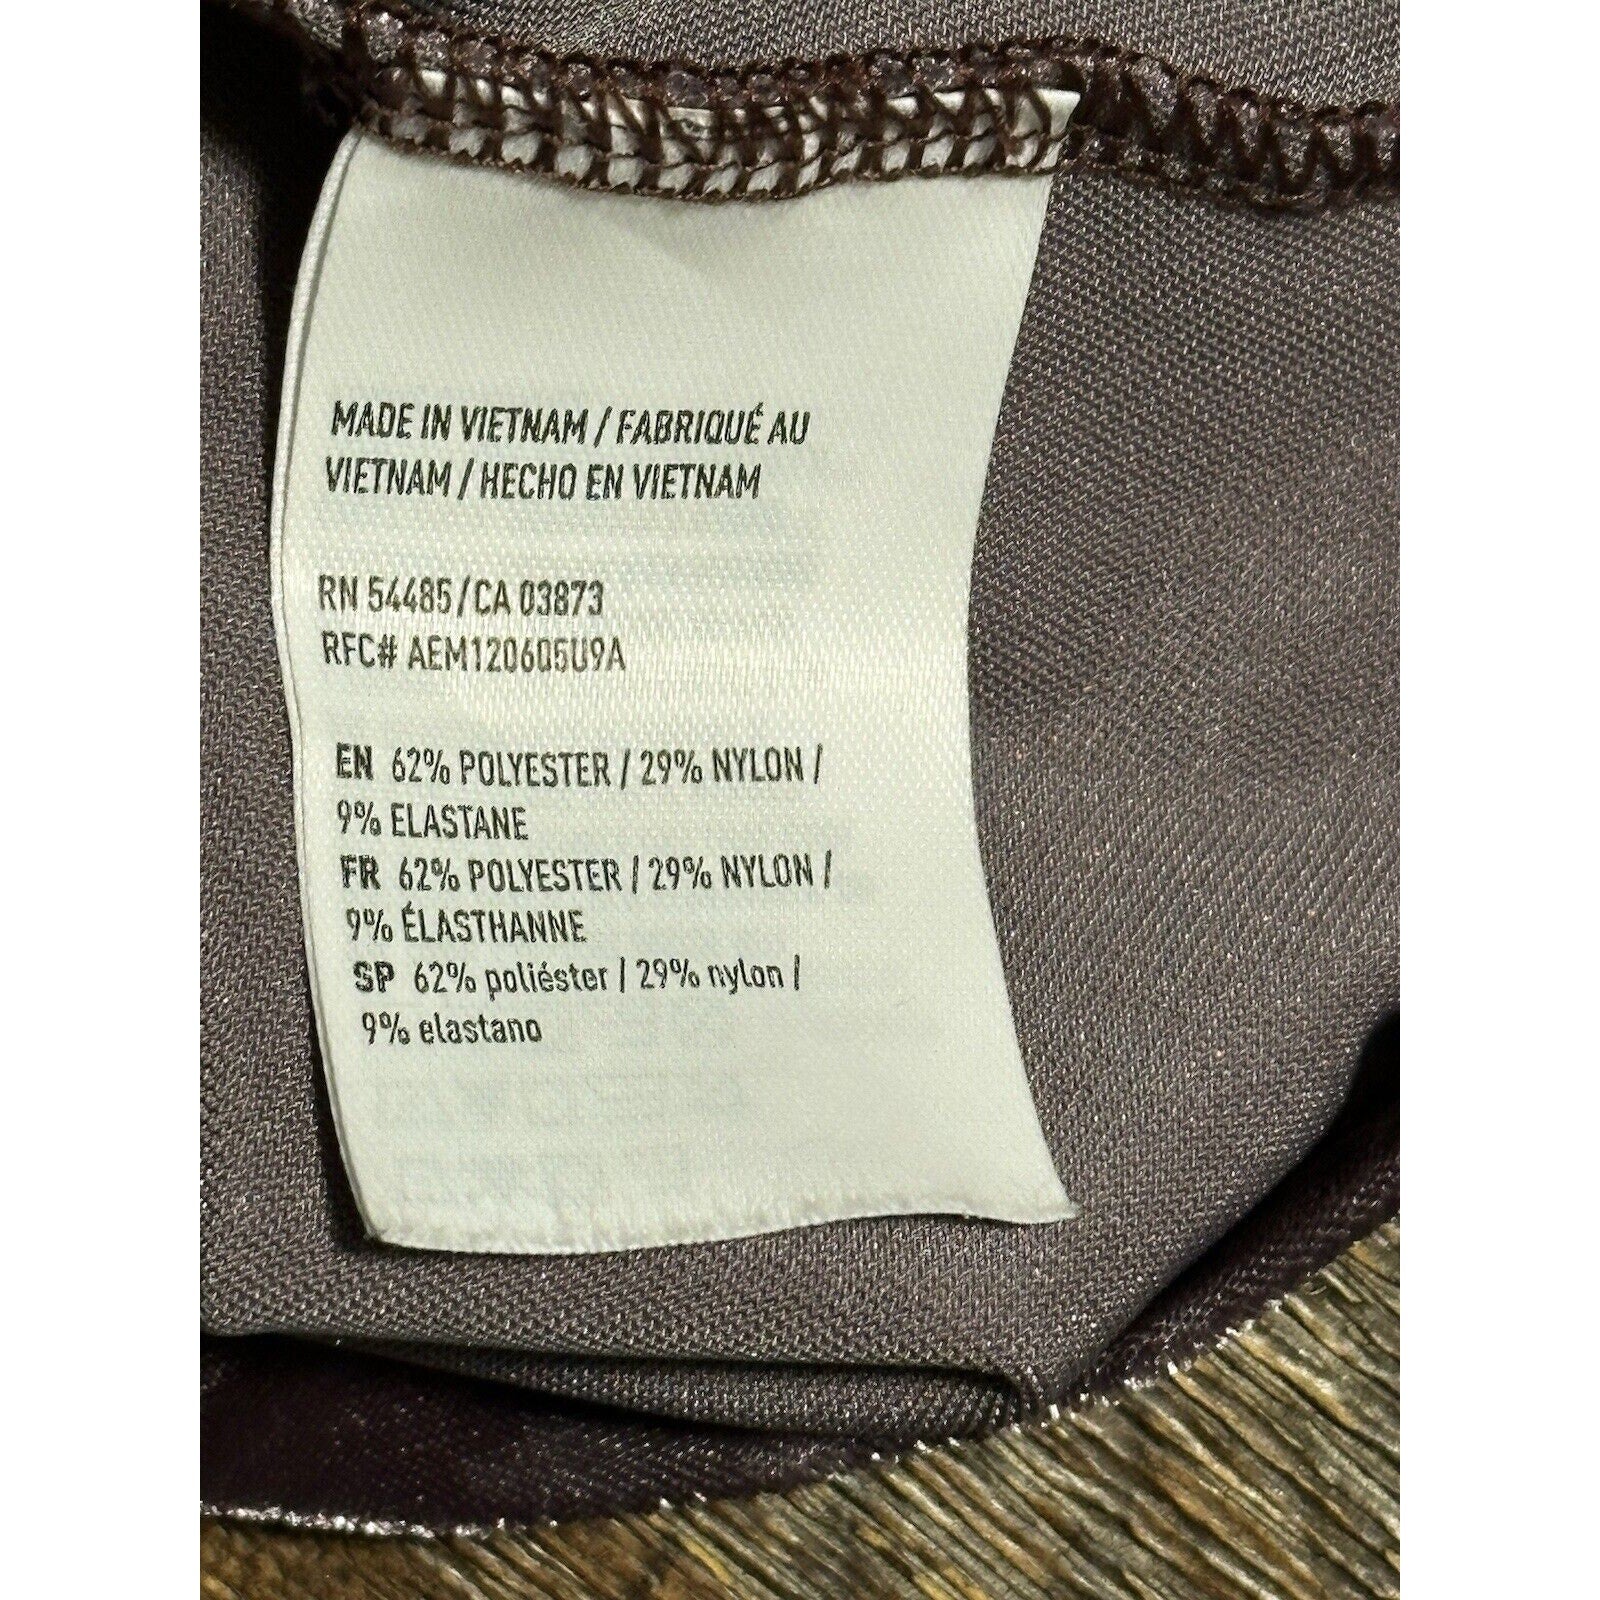 MADE IN VIETNAM / FABRIQUÉ AU
VIETNAM / HECHO EN VIETNAM
RN 54485/CA 03873
RFC# AEM120605U9A
EN 62% POLYESTER / 29% NYLON /
9% ELASTANE
FR 62% POLYESTER / 29% NYLON /
9% ÉLASTHANNE
SP 62% poliéster / 29% nylon /
9% elastano